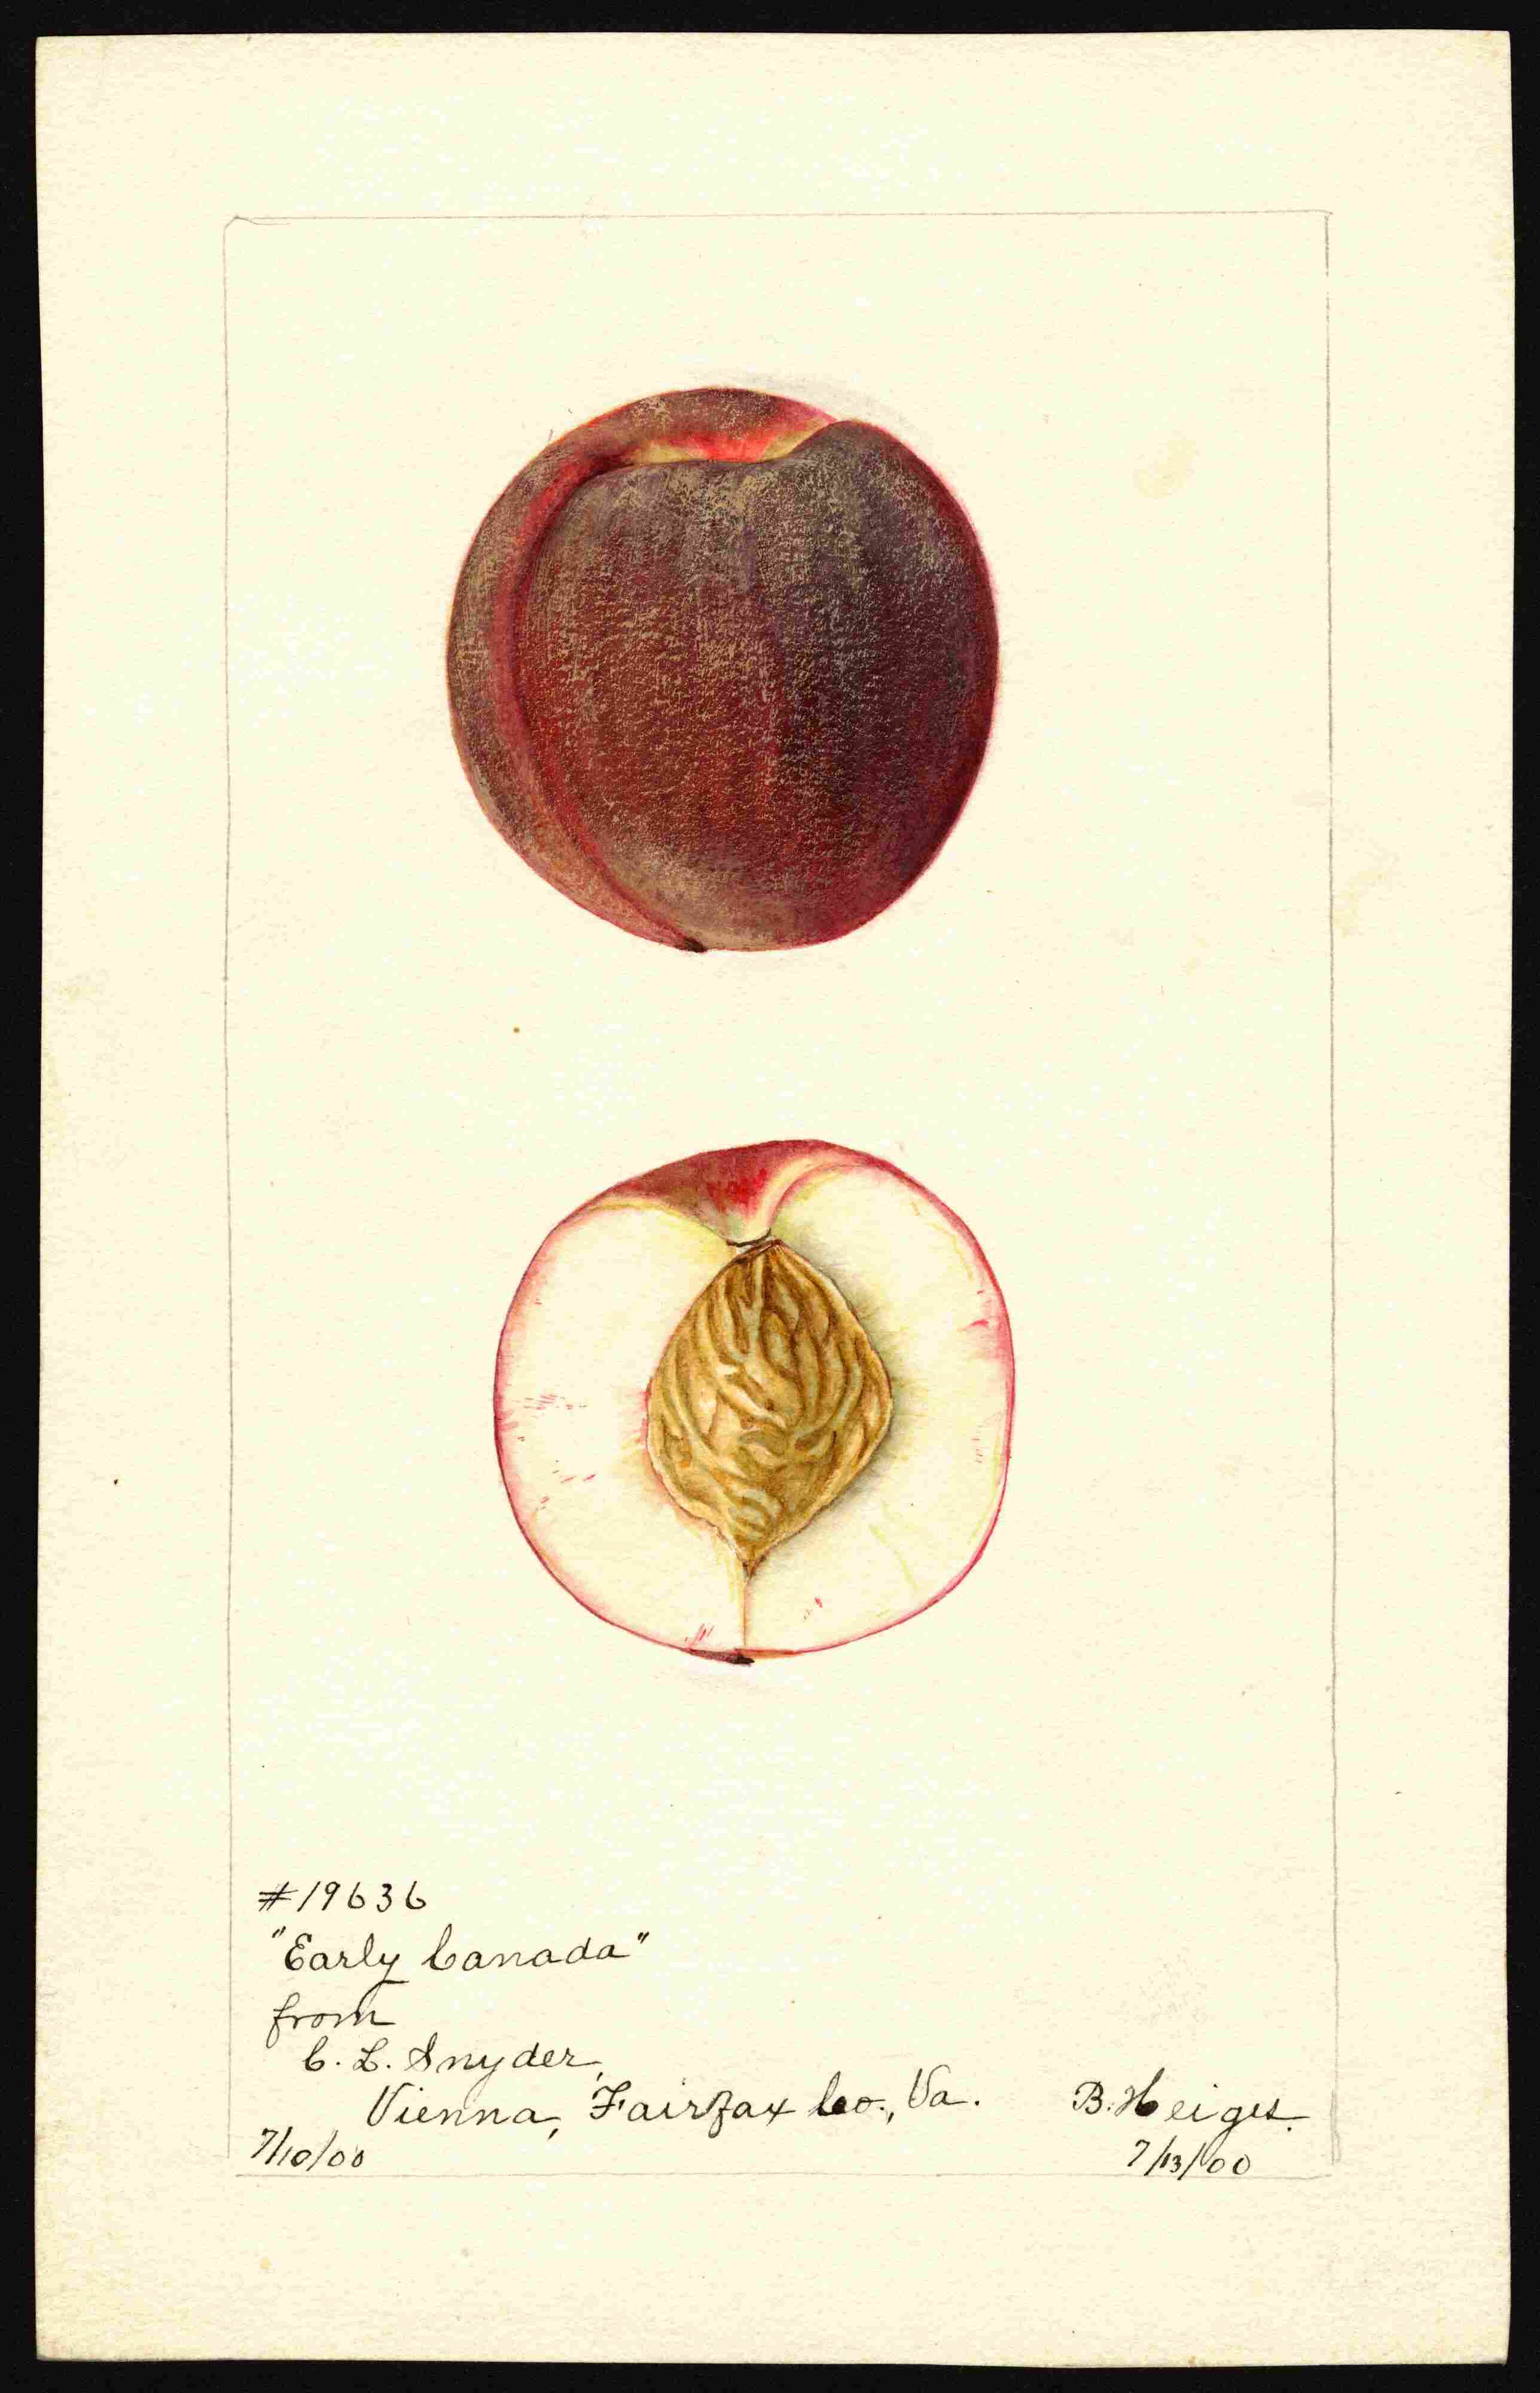 #19636
"Early Canada"
from
C. L. Snyder,
Vienna, Fairfax Co., Va.
7/10/00
B. Heiges.
7/13/00